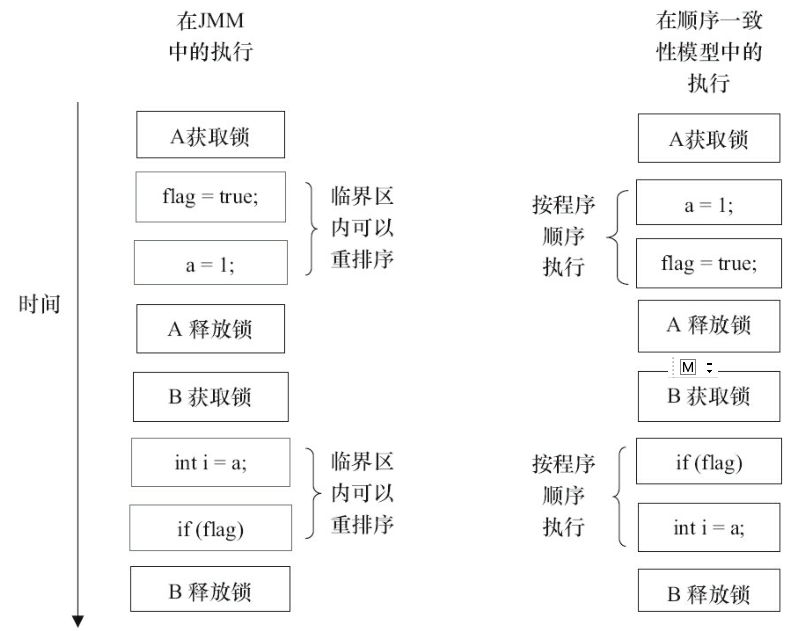 在JMM
中的执行
A获取锁
flag = true;
a = 1;
临界区
内可以
重排序
时间
A 释放锁
B 获取锁
int i = a;
if (flag)
临界区
内可以
重排序
B 释放锁
在顺序一致
性模型中的
执行
A获取锁
按程序
顺序
执行
a = 1;
flag = true;
A 释放锁
M
B 获取锁
按程序
顺序
执行
if (flag)
int i = a;
B 释放锁